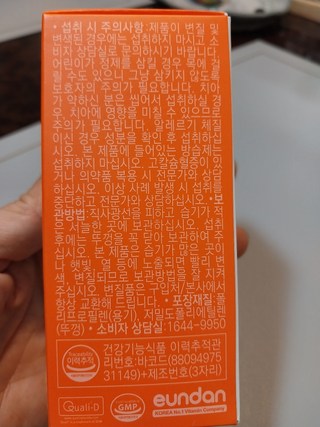 • 섭취 시 주의사항: 제품이 변질 및
변색된 경우에는 섭취하지 마시고 소
비자 상담실로 문의하시기 바랍니다.
어린이가 정제를 삼킬 경우 목에 걸
릴 수도 있으니 그냥 삼키지 않도록
보호자의 주의가 필요합니다. 치아
가 약하신 분은 씹어서 섭취하실 경
우, 치아에 영향을 미칠 수 있으므로
주의가 필요합니다. 알레르기 체질
이신 경우 성분을 확인 후 섭취하십
시오. 본 제품에 들어있는 방습제는
섭취하지 마십시오. 고칼슘혈증이 있
거나 의약품 복용 시 전문가와 상담
하십시오. 이상 사례 발생 시 섭취를
중단하고 전문가와 상담하십시오. • 보
관방법: 직사광선을 피하고 습기가 적
은 서늘한 곳에 보관하십시오. 섭취
후에는 뚜껑을 꼭 닫아 보관하여 주
십시오. 본 제품은 습기가 많은 곳이
나 햇빛, 열 등에 노출되면 빨리 변
색, 변질되므로 보관방법을 잘 지켜
주십시오. 변질품은 구입처/본사에서
항상 교환해 드립니다. • 포장재질: 폴
리프로필렌(용기), 저밀도폴리에틸렌
(뚜껑) • 소비자 상담실: 1644-9950
이력추적
건강기능식품 이력추적관
리번호:바코드(88094975
31149)+제조번호(3자리)
Quali-D
GMP
eundan
KOREA No.1 Vitamin Company